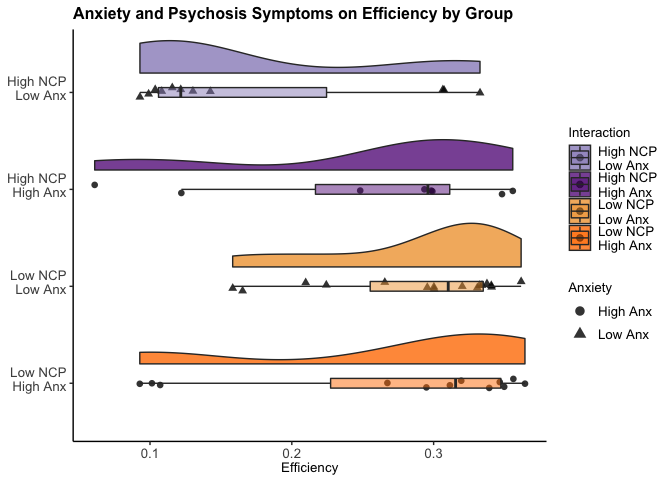 Anxiety and Psychosis Symptoms on Efficiency by Group
High NCP
Low Anx
High NCP
High Anx
Low NCP
Low Anx
Low NCP
High Anx
0.1
0.2
0.3
Efficiency
Interaction
High NCP
Low Anx
High NCP
High Anx
Low NCP
Low Anx
Low NCP
High Anx
Anxiety
High Anx
Low Anx